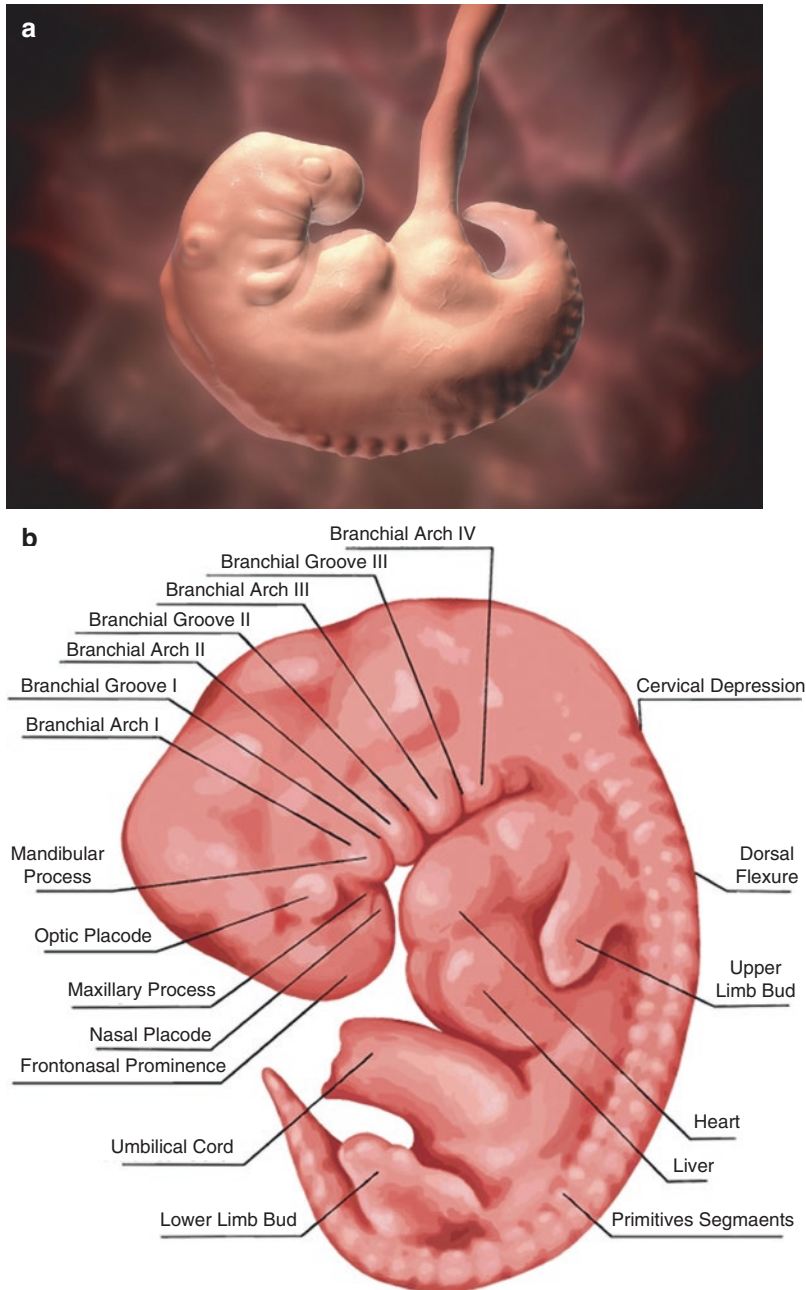 a
b
Branchial Arch IV
Branchial Groove III
Branchial Arch III
Branchial Groove II
Branchial Arch II
Branchial Groove I
Branchial Arch I
Cervical Depression
Mandibular
Process
Dorsal
Flexure
Optic Placode
Upper
Limb Bud
Maxillary Process
Nasal Placode
Frontonasal Prominence
Heart
Umbilical Cord
Liver
Lower Limb Bud
Primitives Segmaents